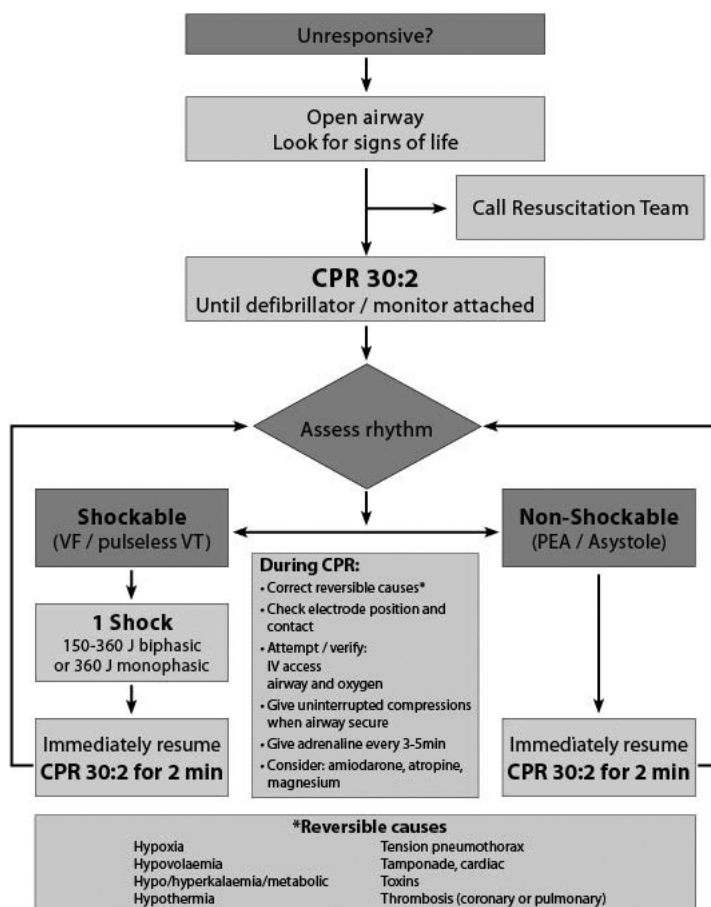 Unresponsive?
Open airway
Look for signs of life
Call Resuscitation Team
CPR 30:2
Until defibrillator / monitor attached
Assess rhythm
Shockable
(VF / pulseless VT)
Non-Shockable
(PEA / Asystole)
1 Shock
150-360 J biphasic
or 360 J monophasic
During CPR:
• Correct reversible causes*
• Check electrode position and
contact
• Attempt / verify:
IV access
airway and oxygen
• Give uninterrupted compressions
when airway secure
• Give adrenaline every 3-5min
• Consider: amiodarone, atropine,
magnesium
Immediately resume
CPR 30:2 for 2 min
Immediately resume
CPR 30:2 for 2 min
*Reversible causes
Hypoxia
Hypovolaemia
Hypo/hyperkalaemia/metabolic
Hypothermia
Tension pneumothorax
Tamponade, cardiac
Toxins
Thrombosis (coronary or pulmonary)